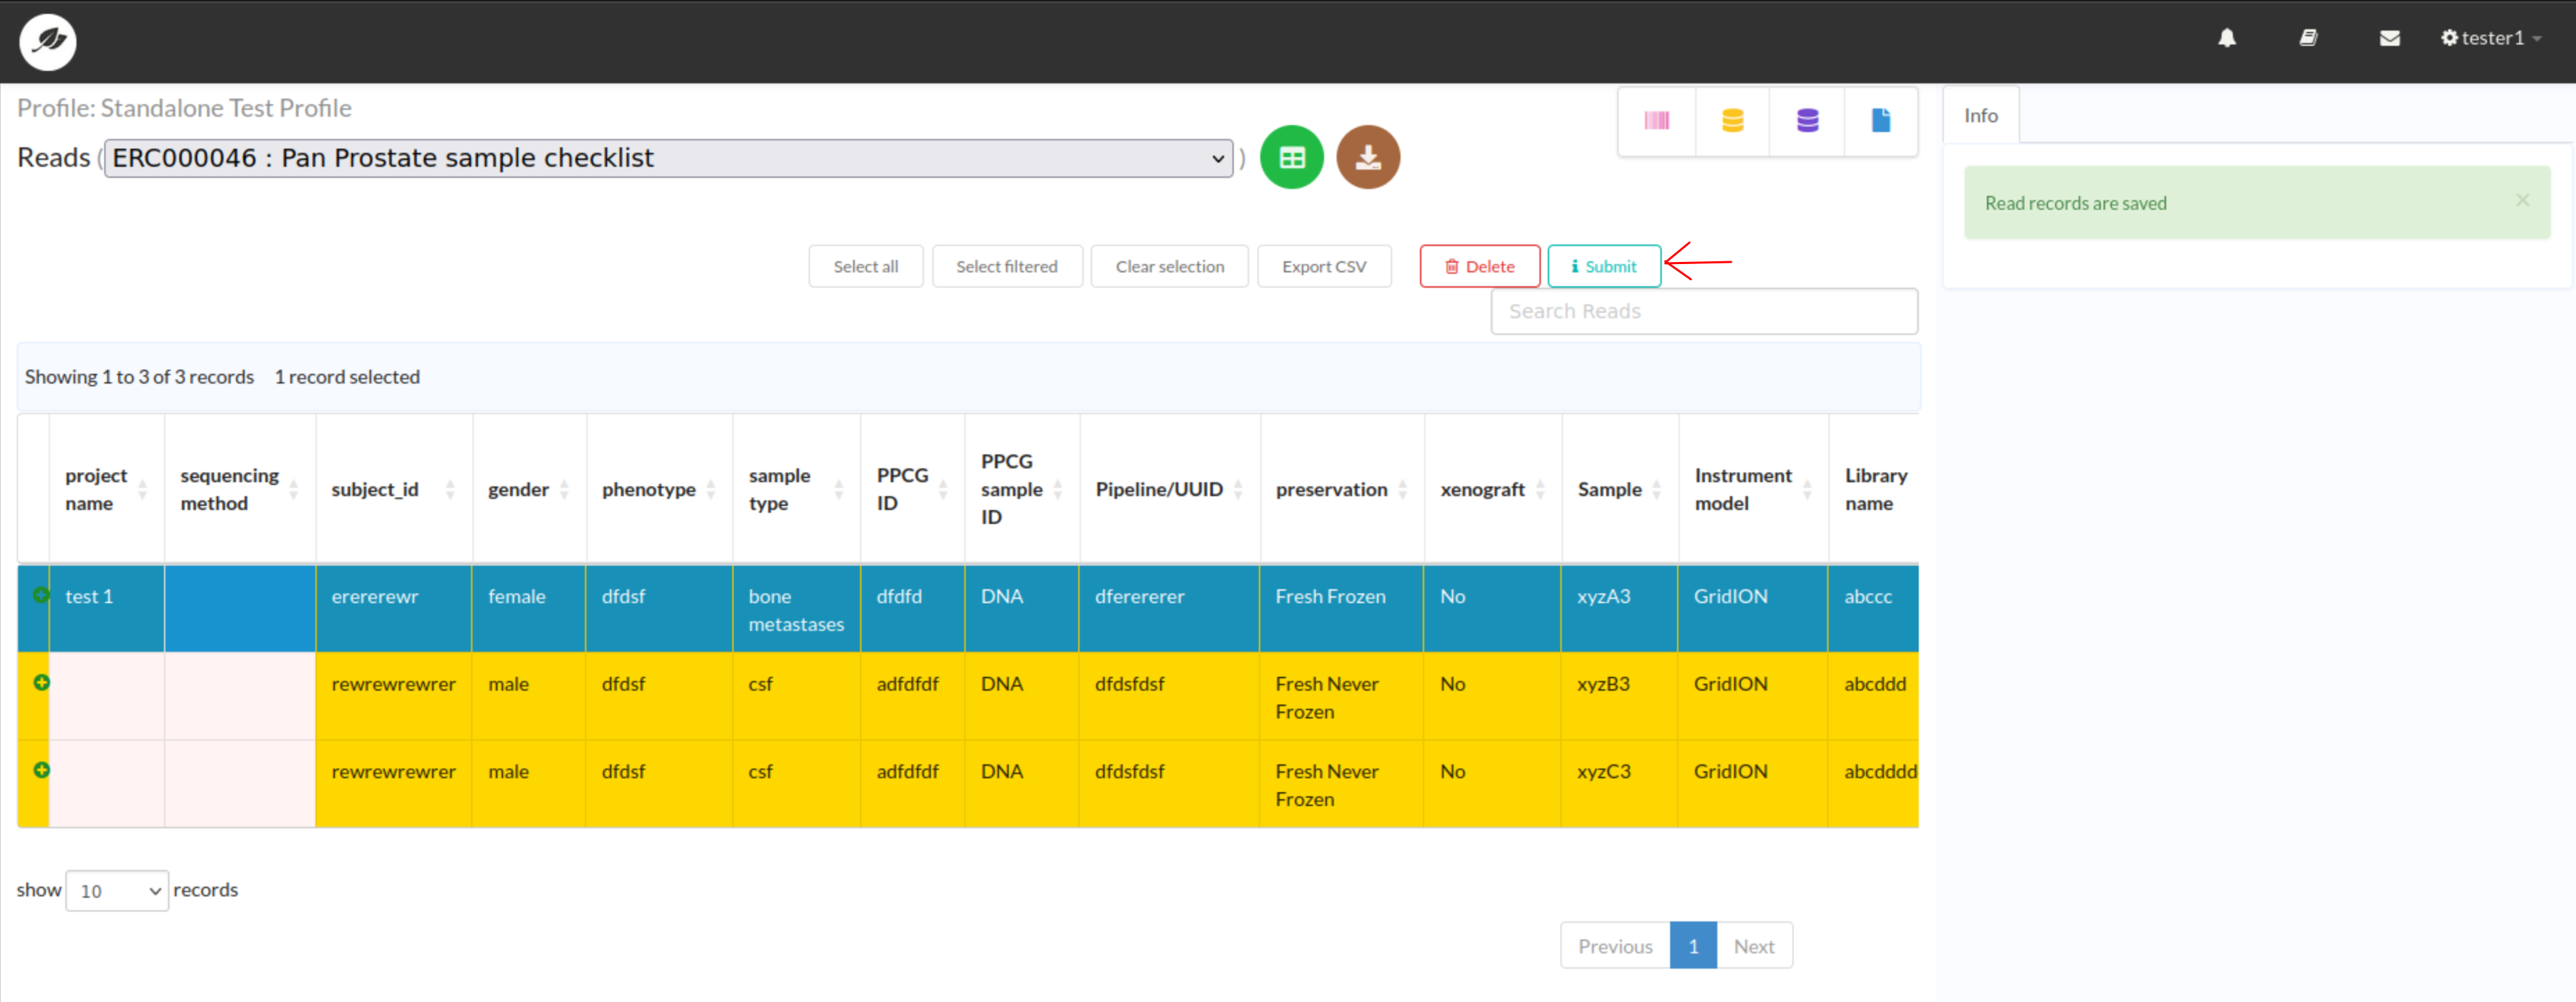 tester1
Profile: Standalone Test Profile
Reads ( ERC000046 : Pan Prostate sample checklist )
Info
Read records are saved ×
Select all Select filtered Clear selection Export CSV Delete Submit
Search Reads
Showing 1 to 3 of 3 records 1 record selected
project name sequencing method subject_id gender phenotype sample type PPCG ID PPCG sample ID Pipeline/UUID preservation xenograft Sample Instrument model Library name
test 1 erererewr female dfdsf bone metastases dfdfd DNA dferererer Fresh Frozen No xyzA3 GridION abccc
rewrewrewrer male dfdsf csf adfdfdf DNA dfdsfdsf Fresh Never Frozen No xyzB3 GridION abcddd
rewrewrewrer male dfdsf csf adfdfdf DNA dfdsfdsf Fresh Never Frozen No xyzC3 GridION abcdddd
show 10 records
Previous 1 Next